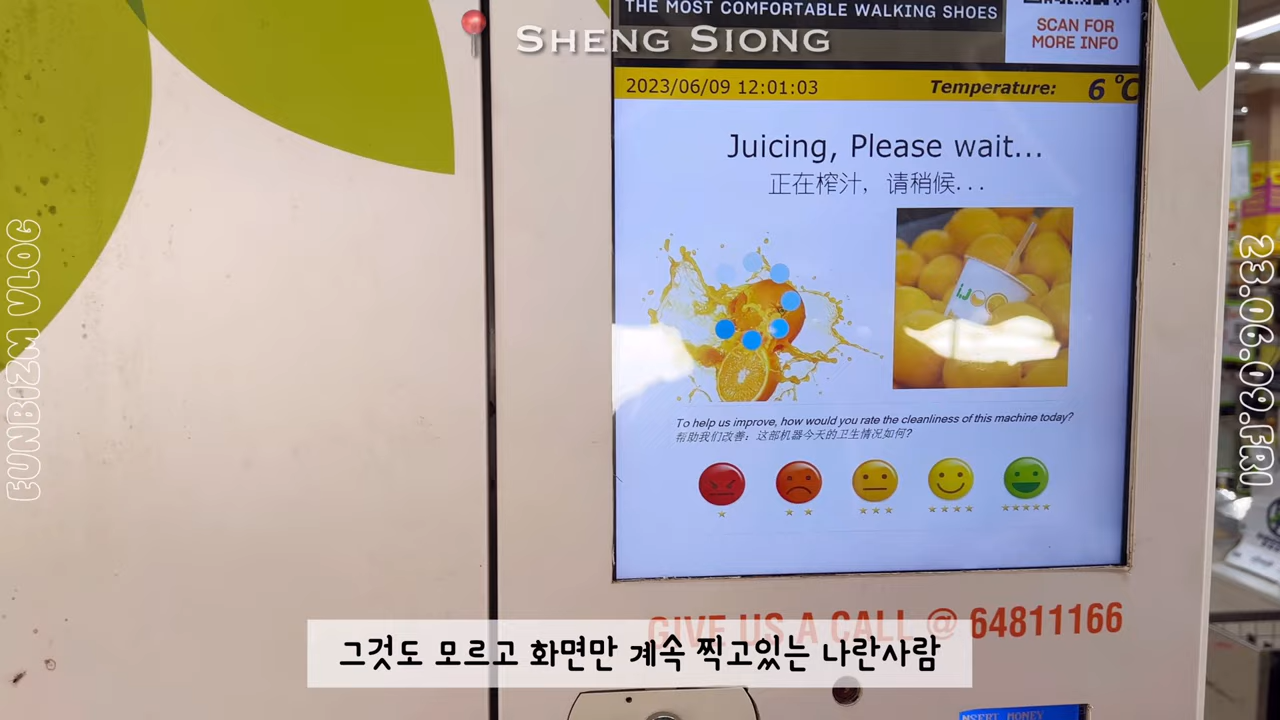 THE MOST COMFORTABLE WALKING SHOES
SCAN FOR
MORE INFO
SHENG SIONG
2023/06/09 12:01:03
Temperature: 6 °C
Juicing, Please wait...
正在榨汁, 请稍候...
EUNBIZM VLOG
23.06.09.FRI
iJOO
To help us improve, how would you rate the cleanliness of this machine today?
帮助我们改善: 这部机器今天的卫生情况如何?
GIVE US A CALL @ 64811166
그것도 모르고 화면만 계속 찍고있는 나란사람
INSERT MONEY